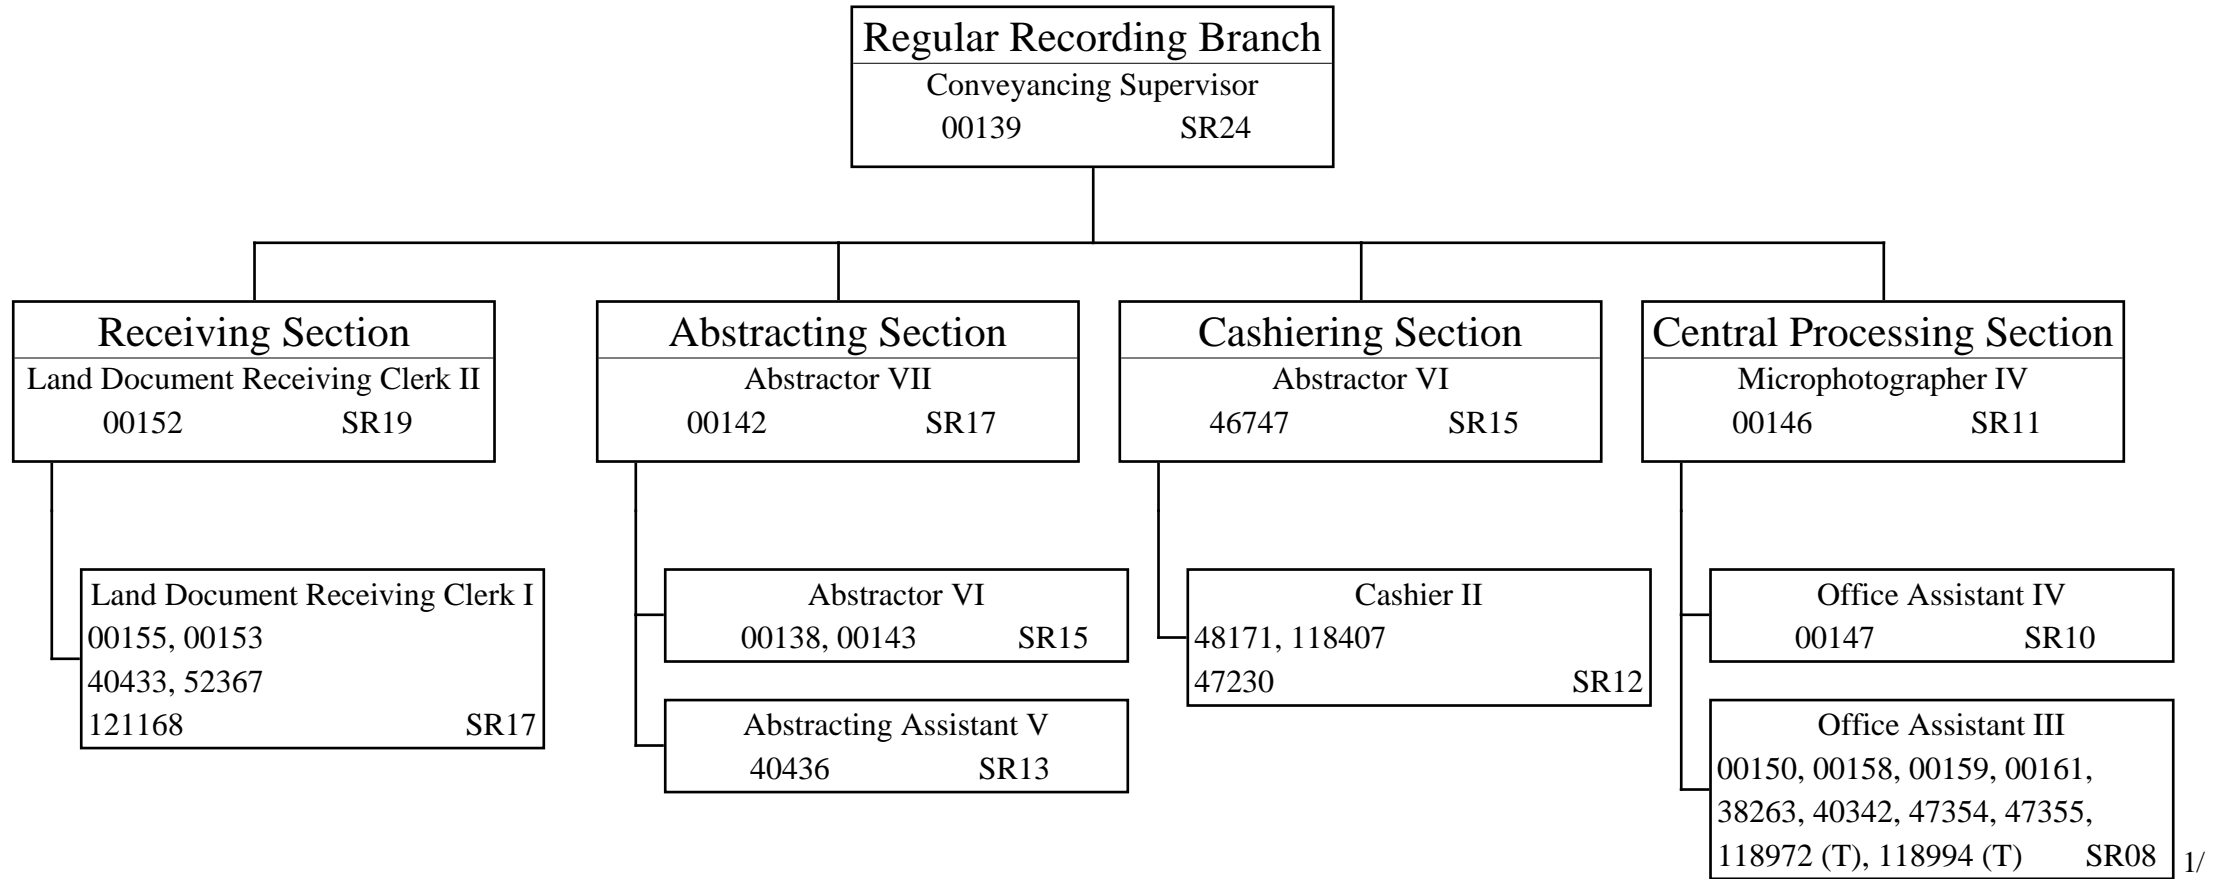 Regular Recording Branch
Conveyancing Supervisor
00139 SR24
Receiving Section
Land Document Receiving Clerk II
00152 SR19
Abstracting Section
Abstractor VII
00142 SR17
Cashiering Section
Abstractor VI
46747 SR15
Central Processing Section
Microphotographer IV
00146 SR11
Land Document Receiving Clerk I
00155, 00153
40433, 52367
121168 SR17
Abstractor VI
00138, 00143 SR15
Abstracting Assistant V
40436 SR13
Cashier II
48171, 118407
47230 SR12
Office Assistant IV
00147 SR10
Office Assistant III
00150, 00158, 00159, 00161,
38263, 40342, 47354, 47355,
118972 (T), 118994 (T) SR08 1/